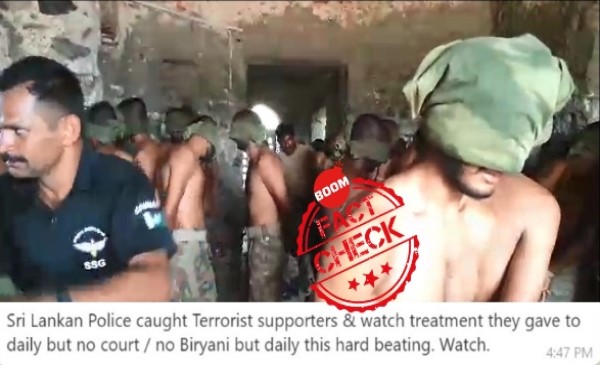 SSG
BOOM
FACT
CHECK
Sri Lankan Police caught Terrorist supporters & watch treatment they gave to
daily but no court / no Biryani but daily this hard beating. Watch.
4:47 PM